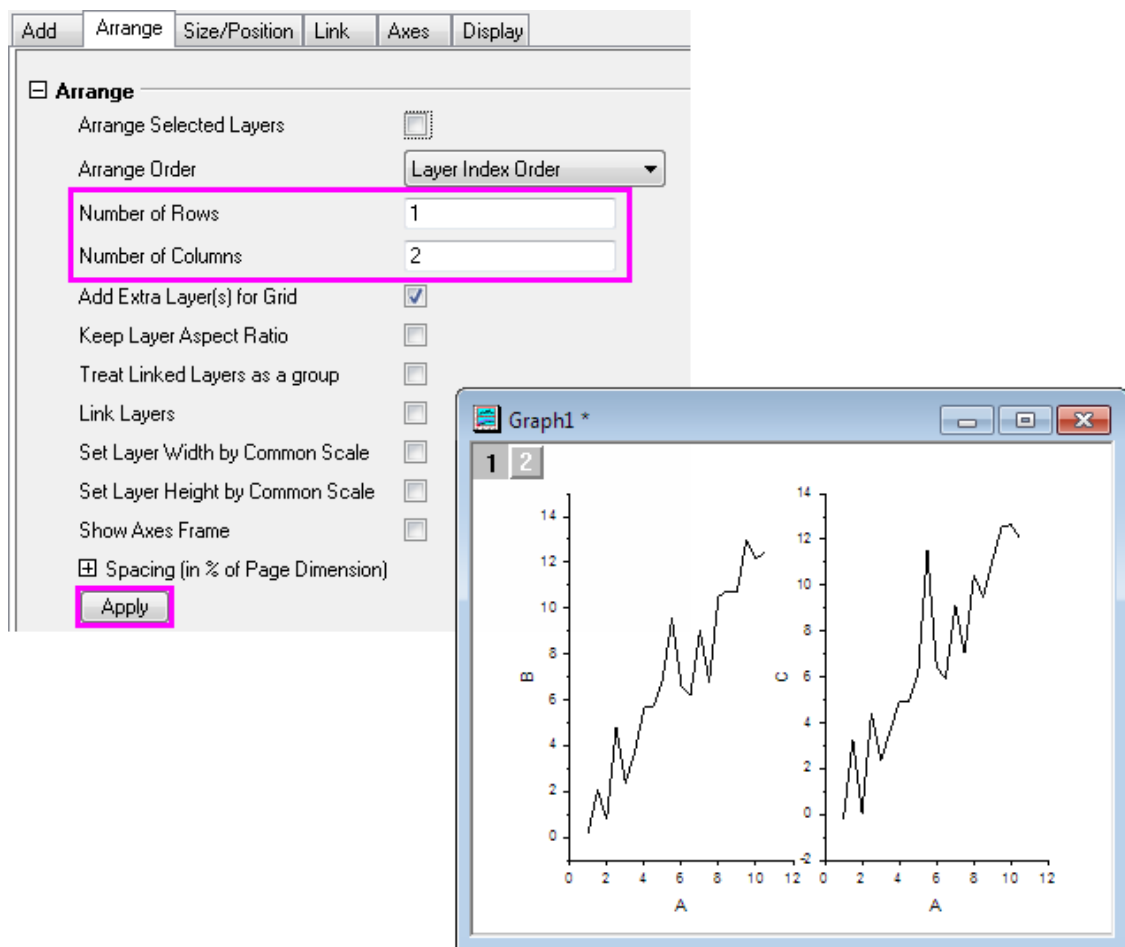 Add Arrange Size/Position Link Axes Display
Arrange
Arrange Selected Layers
Arrange Order Layer Index Order
Number of Rows 1
Number of Columns 2
Add Extra Layer(s) for Grid
Keep Layer Aspect Ratio
Treat Linked Layers as a group
Link Layers
Set Layer Width by Common Scale
Set Layer Height by Common Scale
Show Axes Frame
Spacing (in % of Page Dimension)
Apply
Graph1 *
1 2
14
12
10
8
6
4
2
0
B
0 2 4 6 8 10 12
A
14
12
10
8
6
4
2
0
-2
C
0 2 4 6 8 10 12
A